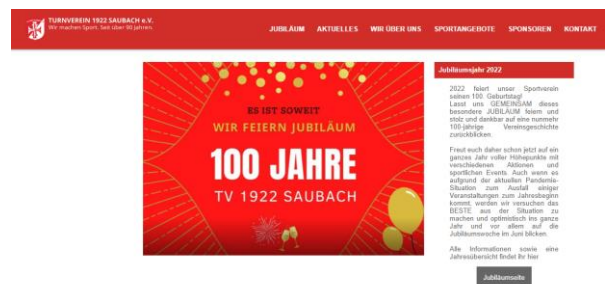 TURNVEREIN 1922 SAUBACH e.V.
Wir machen Sport. Seit über 90 Jahren.
JUBILÄUM AKTUELLES WIR ÜBER UNS SPORTANGEBOTE SPONSOREN KONTAKT
ES IST SOWEIT
WIR FEIERN JUBILÄUM
100 JAHRE
TV 1922 SAUBACH
Jubiläumsjahr 2022
2022 feiert unser Sportverein
seinen 100. Geburtstag!
Lasst uns GEMEINSAM dieses
besondere JUBILÄUM feiern und
stolz und dankbar auf eine nunmehr
100-jährige Vereinsgeschichte
zurückblicken.
Freut euch daher schon jetzt auf ein
ganzes Jahr voller Höhepunkte mit
verschiedenen Aktionen und
sportlichen Events. Auch wenn es
aufgrund der aktuellen Pandemie-
Situation zum Ausfall einiger
Veranstaltungen zum Jahresbeginn
kommt, werden wir versuchen das
BESTE aus der Situation zu
machen und optimistisch ins ganze
Jahr und vor allem auf die
Jubiläumswoche im Juni blicken.
Alle Informationen sowie eine
Jahresübersicht findet ihr hier
Jubiläumseite